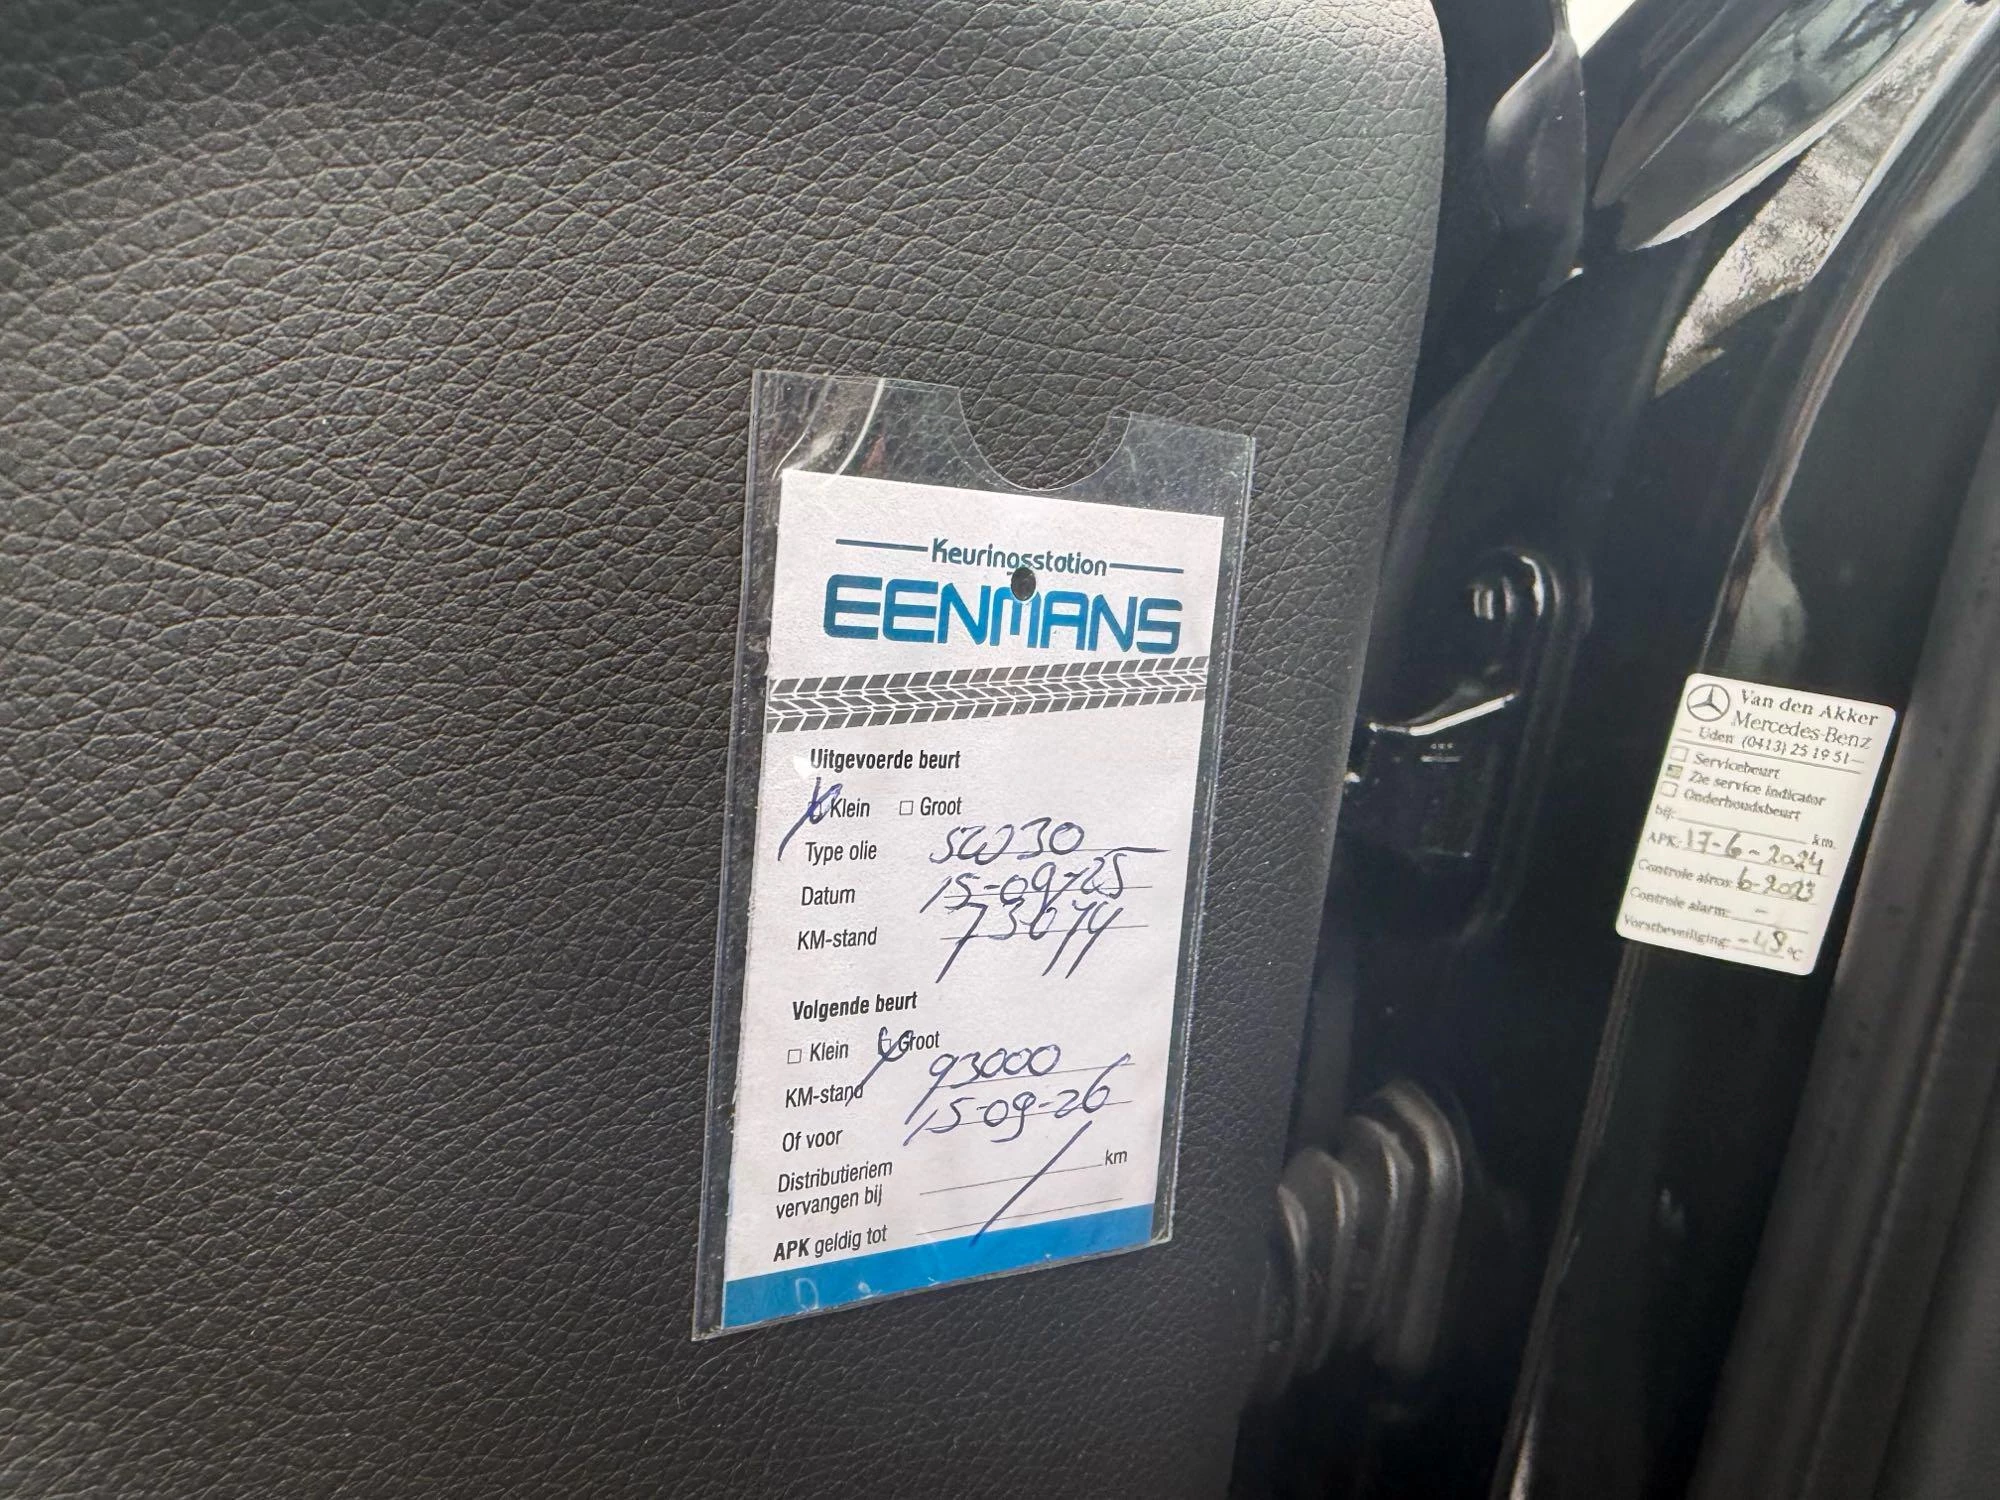 Keuringsstation
EENMANS
Uitgevoerde beurt
Klein Groot
Type olie 5W30
Datum 15-09-25
KM-stand
Volgende beurt
Klein Groot
KM-stand 93000
Of voor 15-09-26
Distributieriem
vervangen bij km
APK geldig tot
Van den Akker
Mercedes-Benz
Uden (0413) 25 19 51
Servicebeurt
Zie service indicator
Onderhoudsbeurt
bij: km.
APK: 17-6-2024
Controle airco: 6-2023
Controle alarm: -
Vorstbeveiliging: -48 °C